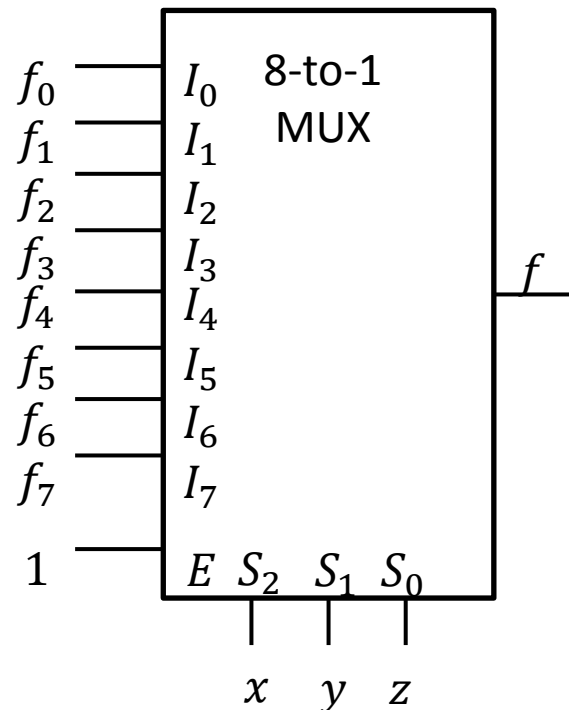 8-to-1
MUX
f₀ I₀
f₁ I₁
f₂ I₂
f₃ I₃
f₄ I₄
f₅ I₅
f₆ I₆
f₇ I₇
f
1 E S₂ S₁ S₀
x y z